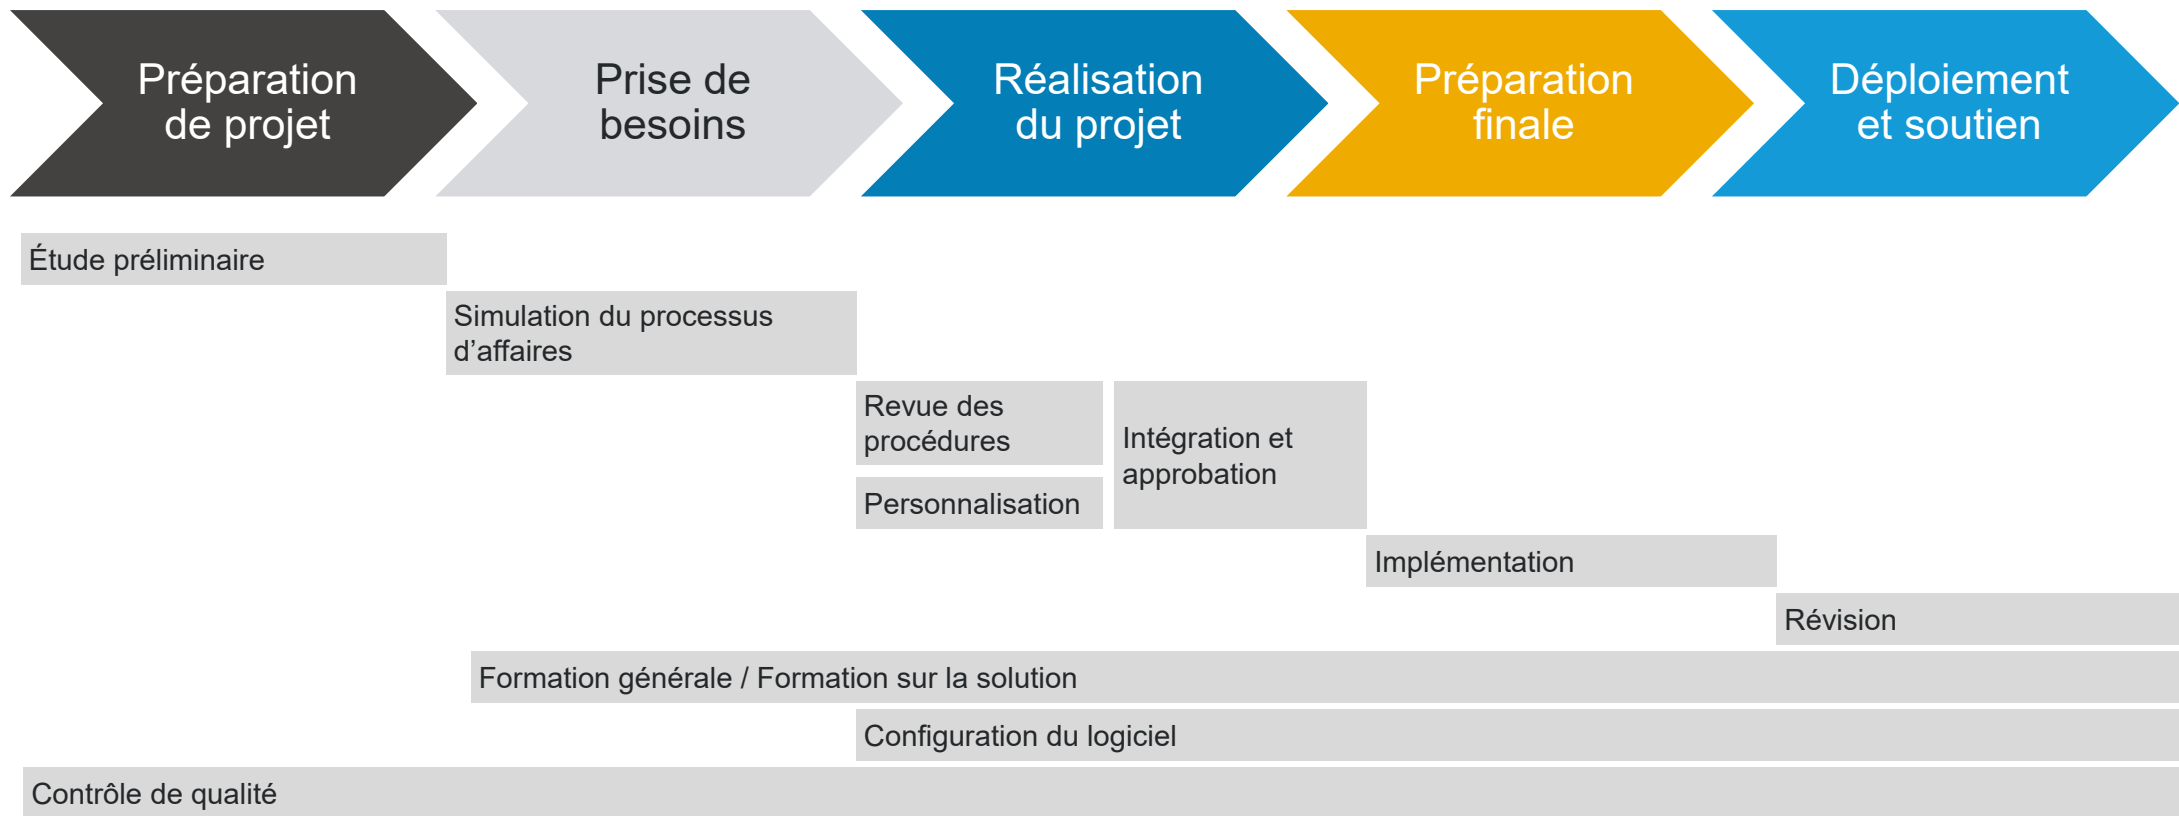 Préparation
de projet
Prise de
besoins
Réalisation
du projet
Préparation
finale
Déploiement
et soutien
Étude préliminaire
Simulation du processus
d’affaires
Revue des
procédures
Intégration et
approbation
Personnalisation
Implémentation
Révision
Formation générale / Formation sur la solution
Configuration du logiciel
Contrôle de qualité